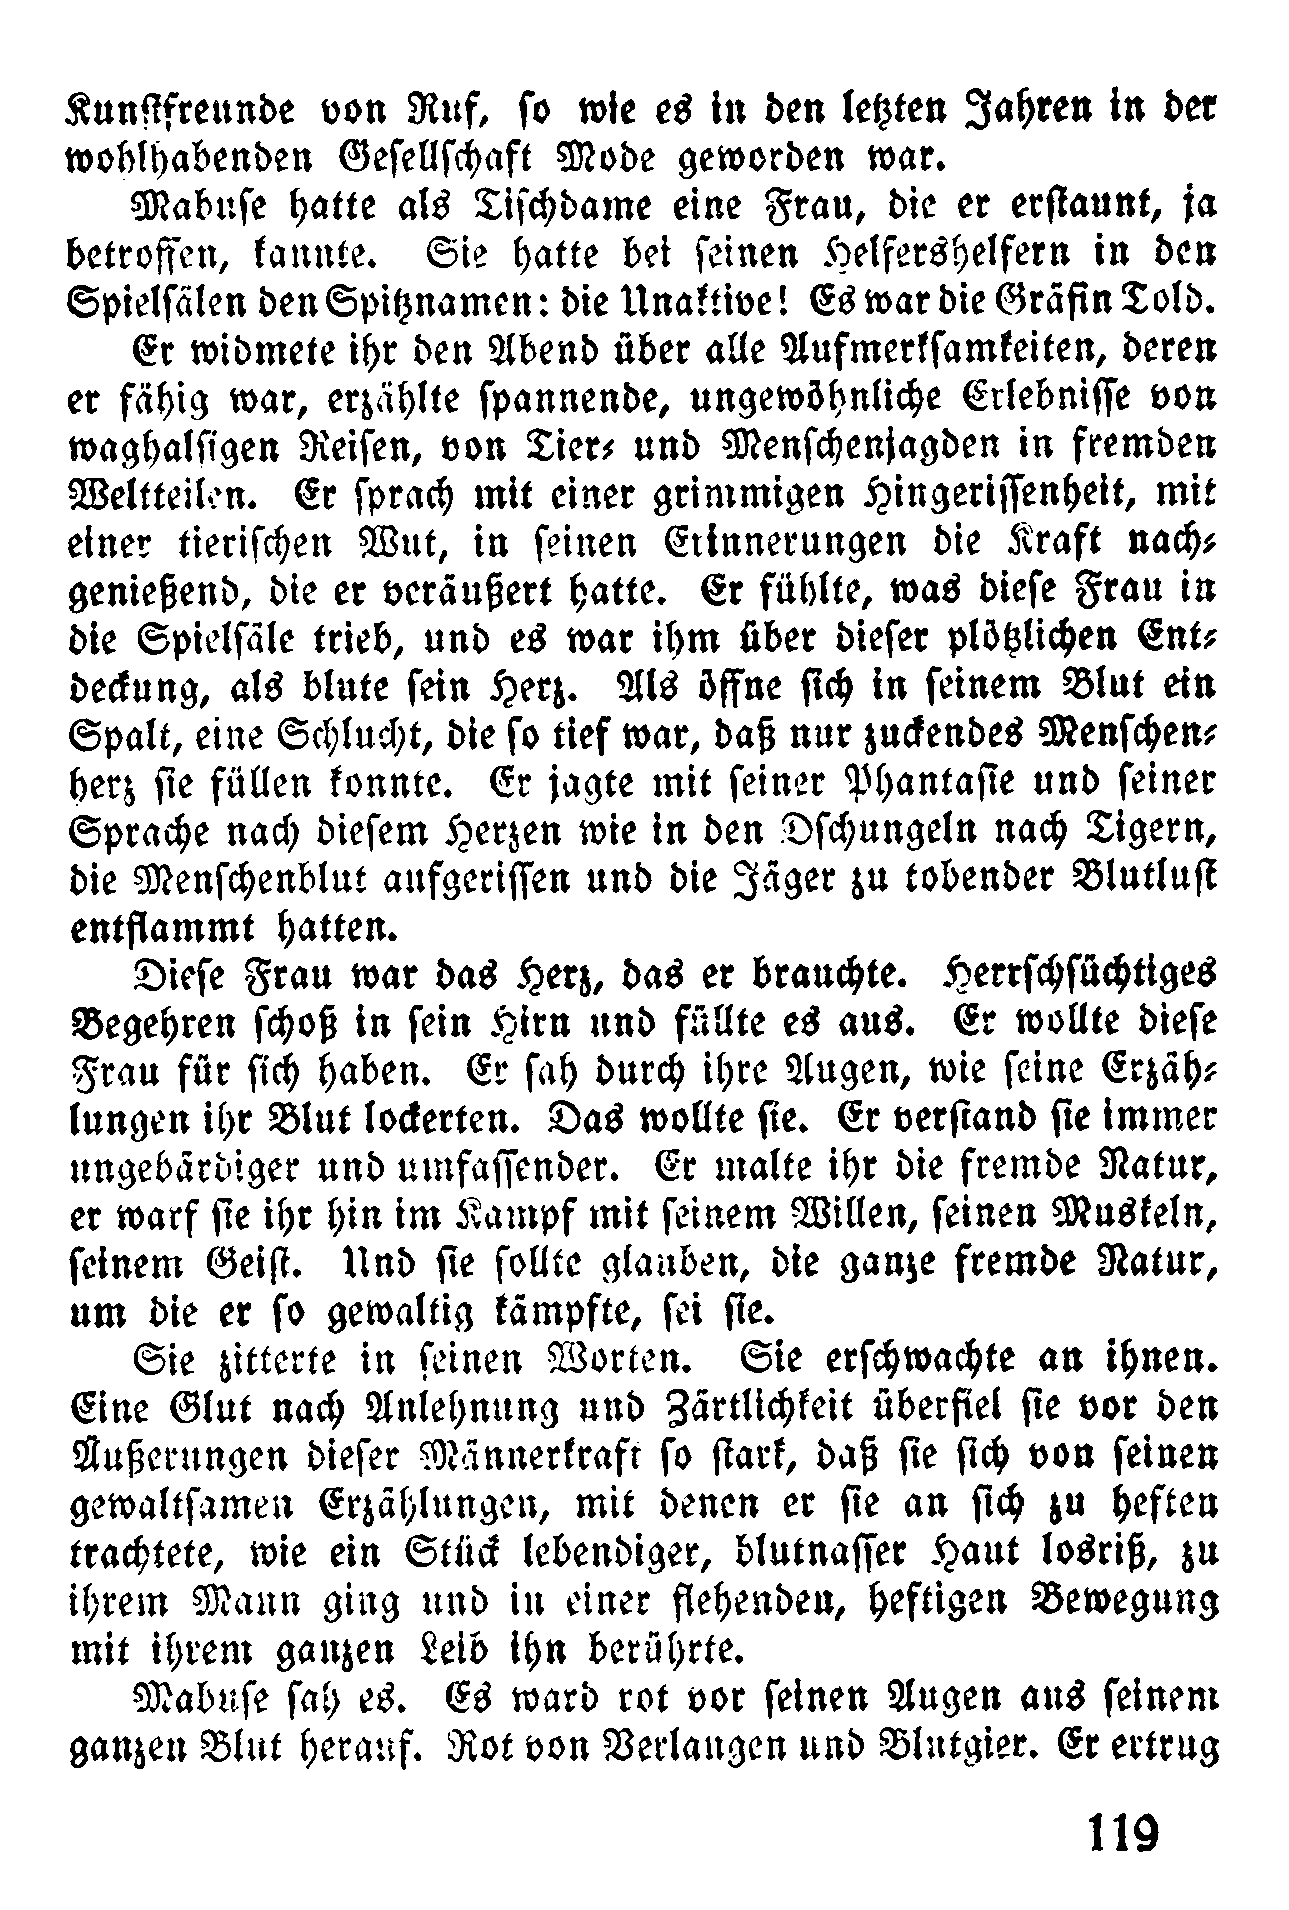 Kunstfreunde von Ruf, so wie es in den letzten Jahren in der
wohlhabenden Gesellschaft Mode geworden war.
Mabuse hatte als Tischdame eine Frau, die er erstaunt, ja
betroffen, kannte. Sie hatte bei seinen Helfershelfern in den
Spielsälen den Spitznamen: die Unaktive! Es war die Gräfin Told.
Er widmete ihr den Abend über alle Aufmerksamkeiten, deren
er fähig war, erzählte spannende, ungewöhnliche Erlebnisse von
waghalsigen Reisen, von Tier- und Menschenjagden in fremden
Weltteilen. Er sprach mit einer grimmigen Hingerissenheit, mit
einer tierischen Wut, in seinen Erinnerungen die Kraft nach-
genießend, die er veräußert hatte. Er fühlte, was diese Frau in
die Spielsäle trieb, und es war ihm über dieser plötzlichen Ent-
deckung, als blute sein Herz. Als öffne sich in seinem Blut ein
Spalt, eine Schlucht, die so tief war, daß nur zuckendes Menschen-
herz sie füllen konnte. Er jagte mit seiner Phantasie und seiner
Sprache nach diesem Herzen wie in den Dschungeln nach Tigern,
die Menschenblut aufgerissen und die Jäger zu tobender Blutlust
entflammt hatten.
Diese Frau war das Herz, das er brauchte. Herrschsüchtiges
Begehren schoß in sein Hirn und füllte es aus. Er wollte diese
Frau für sich haben. Er sah durch ihre Augen, wie seine Erzäh-
lungen ihr Blut lockerten. Das wollte sie. Er verstand sie immer
ungebärdiger und umfassender. Er malte ihr die fremde Natur,
er warf sie ihr hin im Kampf mit seinem Willen, seinen Muskeln,
seinem Geist. Und sie sollte glauben, die ganze fremde Natur,
um die er so gewaltig kämpfte, sei sie.
Sie zitterte in seinen Worten. Sie erschwachte an ihnen.
Eine Glut nach Anlehnung und Zärtlichkeit überfiel sie vor den
Äußerungen dieser Männerkraft so stark, daß sie sich von seinen
gewaltsamen Erzählungen, mit denen er sie an sich zu heften
trachtete, wie ein Stück lebendiger, blutnasser Haut losriß, zu
ihrem Mann ging und in einer flehenden, heftigen Bewegung
mit ihrem ganzen Leib ihn berührte.
Mabuse sah es. Es ward rot vor seinen Augen aus seinem
ganzen Blut herauf. Rot von Verlangen und Blutgier. Er ertrug
119